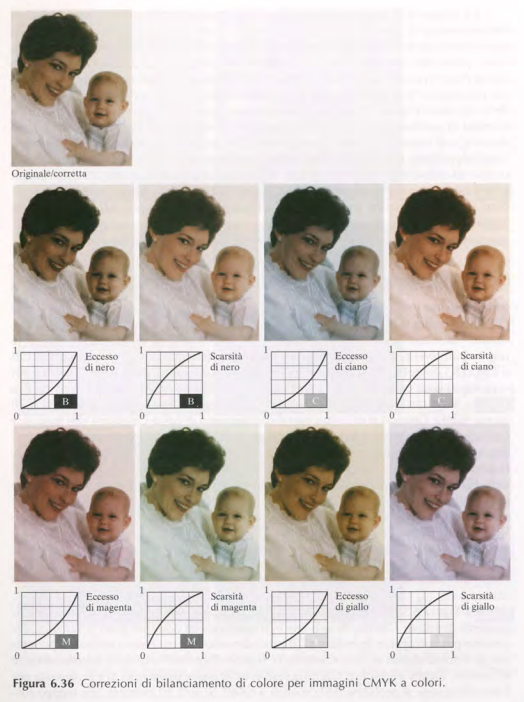 Originale/corretta
1 Eccesso di nero B 0 1
1 Scarsità di nero B 0 1
1 Eccesso di ciano C 0 1
1 Scarsità di ciano C 0 1
1 Eccesso di magenta M 0 1
1 Scarsità di magenta M 0 1
1 Eccesso di giallo 0 1
1 Scarsità di giallo 0 1
Figura 6.36 Correzioni di bilanciamento di colore per immagini CMYK a colori.